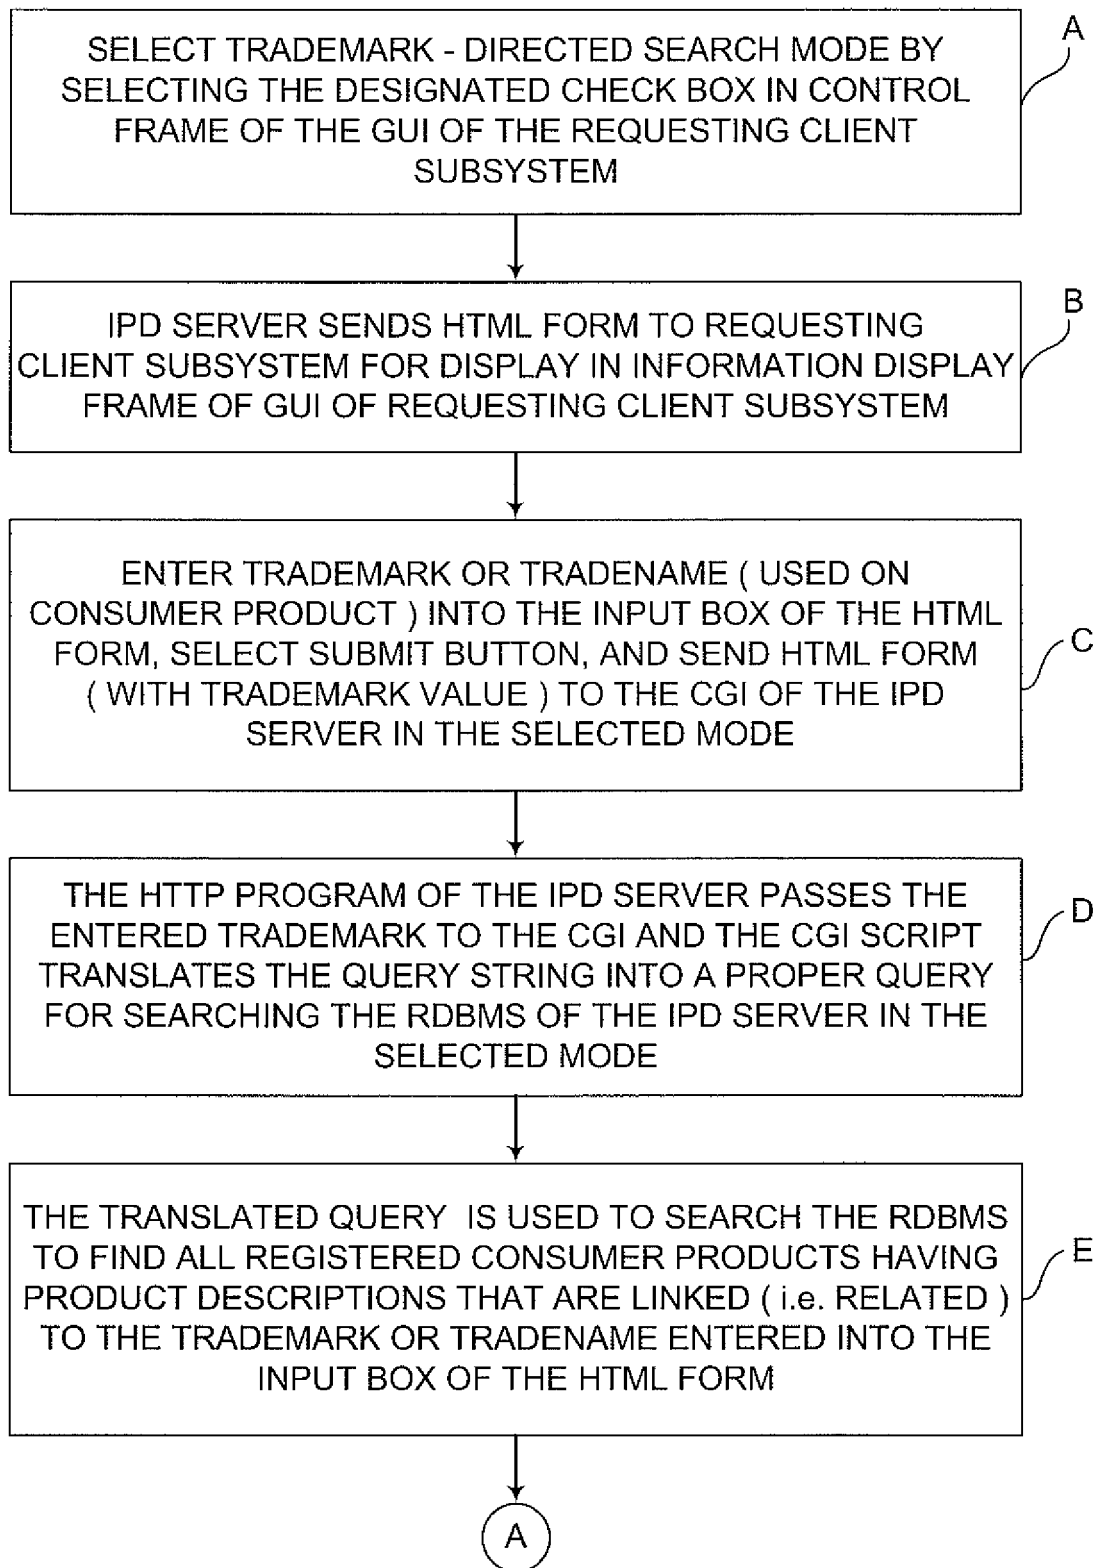 SELECT TRADEMARK - DIRECTED SEARCH MODE BY
SELECTING THE DESIGNATED CHECK BOX IN CONTROL
FRAME OF THE GUI OF THE REQUESTING CLIENT
SUBSYSTEM
A
IPD SERVER SENDS HTML FORM TO REQUESTING
CLIENT SUBSYSTEM FOR DISPLAY IN INFORMATION DISPLAY
FRAME OF GUI OF REQUESTING CLIENT SUBSYSTEM
B
ENTER TRADEMARK OR TRADENAME ( USED ON
CONSUMER PRODUCT ) INTO THE INPUT BOX OF THE HTML
FORM, SELECT SUBMIT BUTTON, AND SEND HTML FORM
( WITH TRADEMARK VALUE ) TO THE CGI OF THE IPD
SERVER IN THE SELECTED MODE
C
THE HTTP PROGRAM OF THE IPD SERVER PASSES THE
ENTERED TRADEMARK TO THE CGI AND THE CGI SCRIPT
TRANSLATES THE QUERY STRING INTO A PROPER QUERY
FOR SEARCHING THE RDBMS OF THE IPD SERVER IN THE
SELECTED MODE
D
THE TRANSLATED QUERY IS USED TO SEARCH THE RDBMS
TO FIND ALL REGISTERED CONSUMER PRODUCTS HAVING
PRODUCT DESCRIPTIONS THAT ARE LINKED ( i.e. RELATED )
TO THE TRADEMARK OR TRADENAME ENTERED INTO THE
INPUT BOX OF THE HTML FORM
E
A